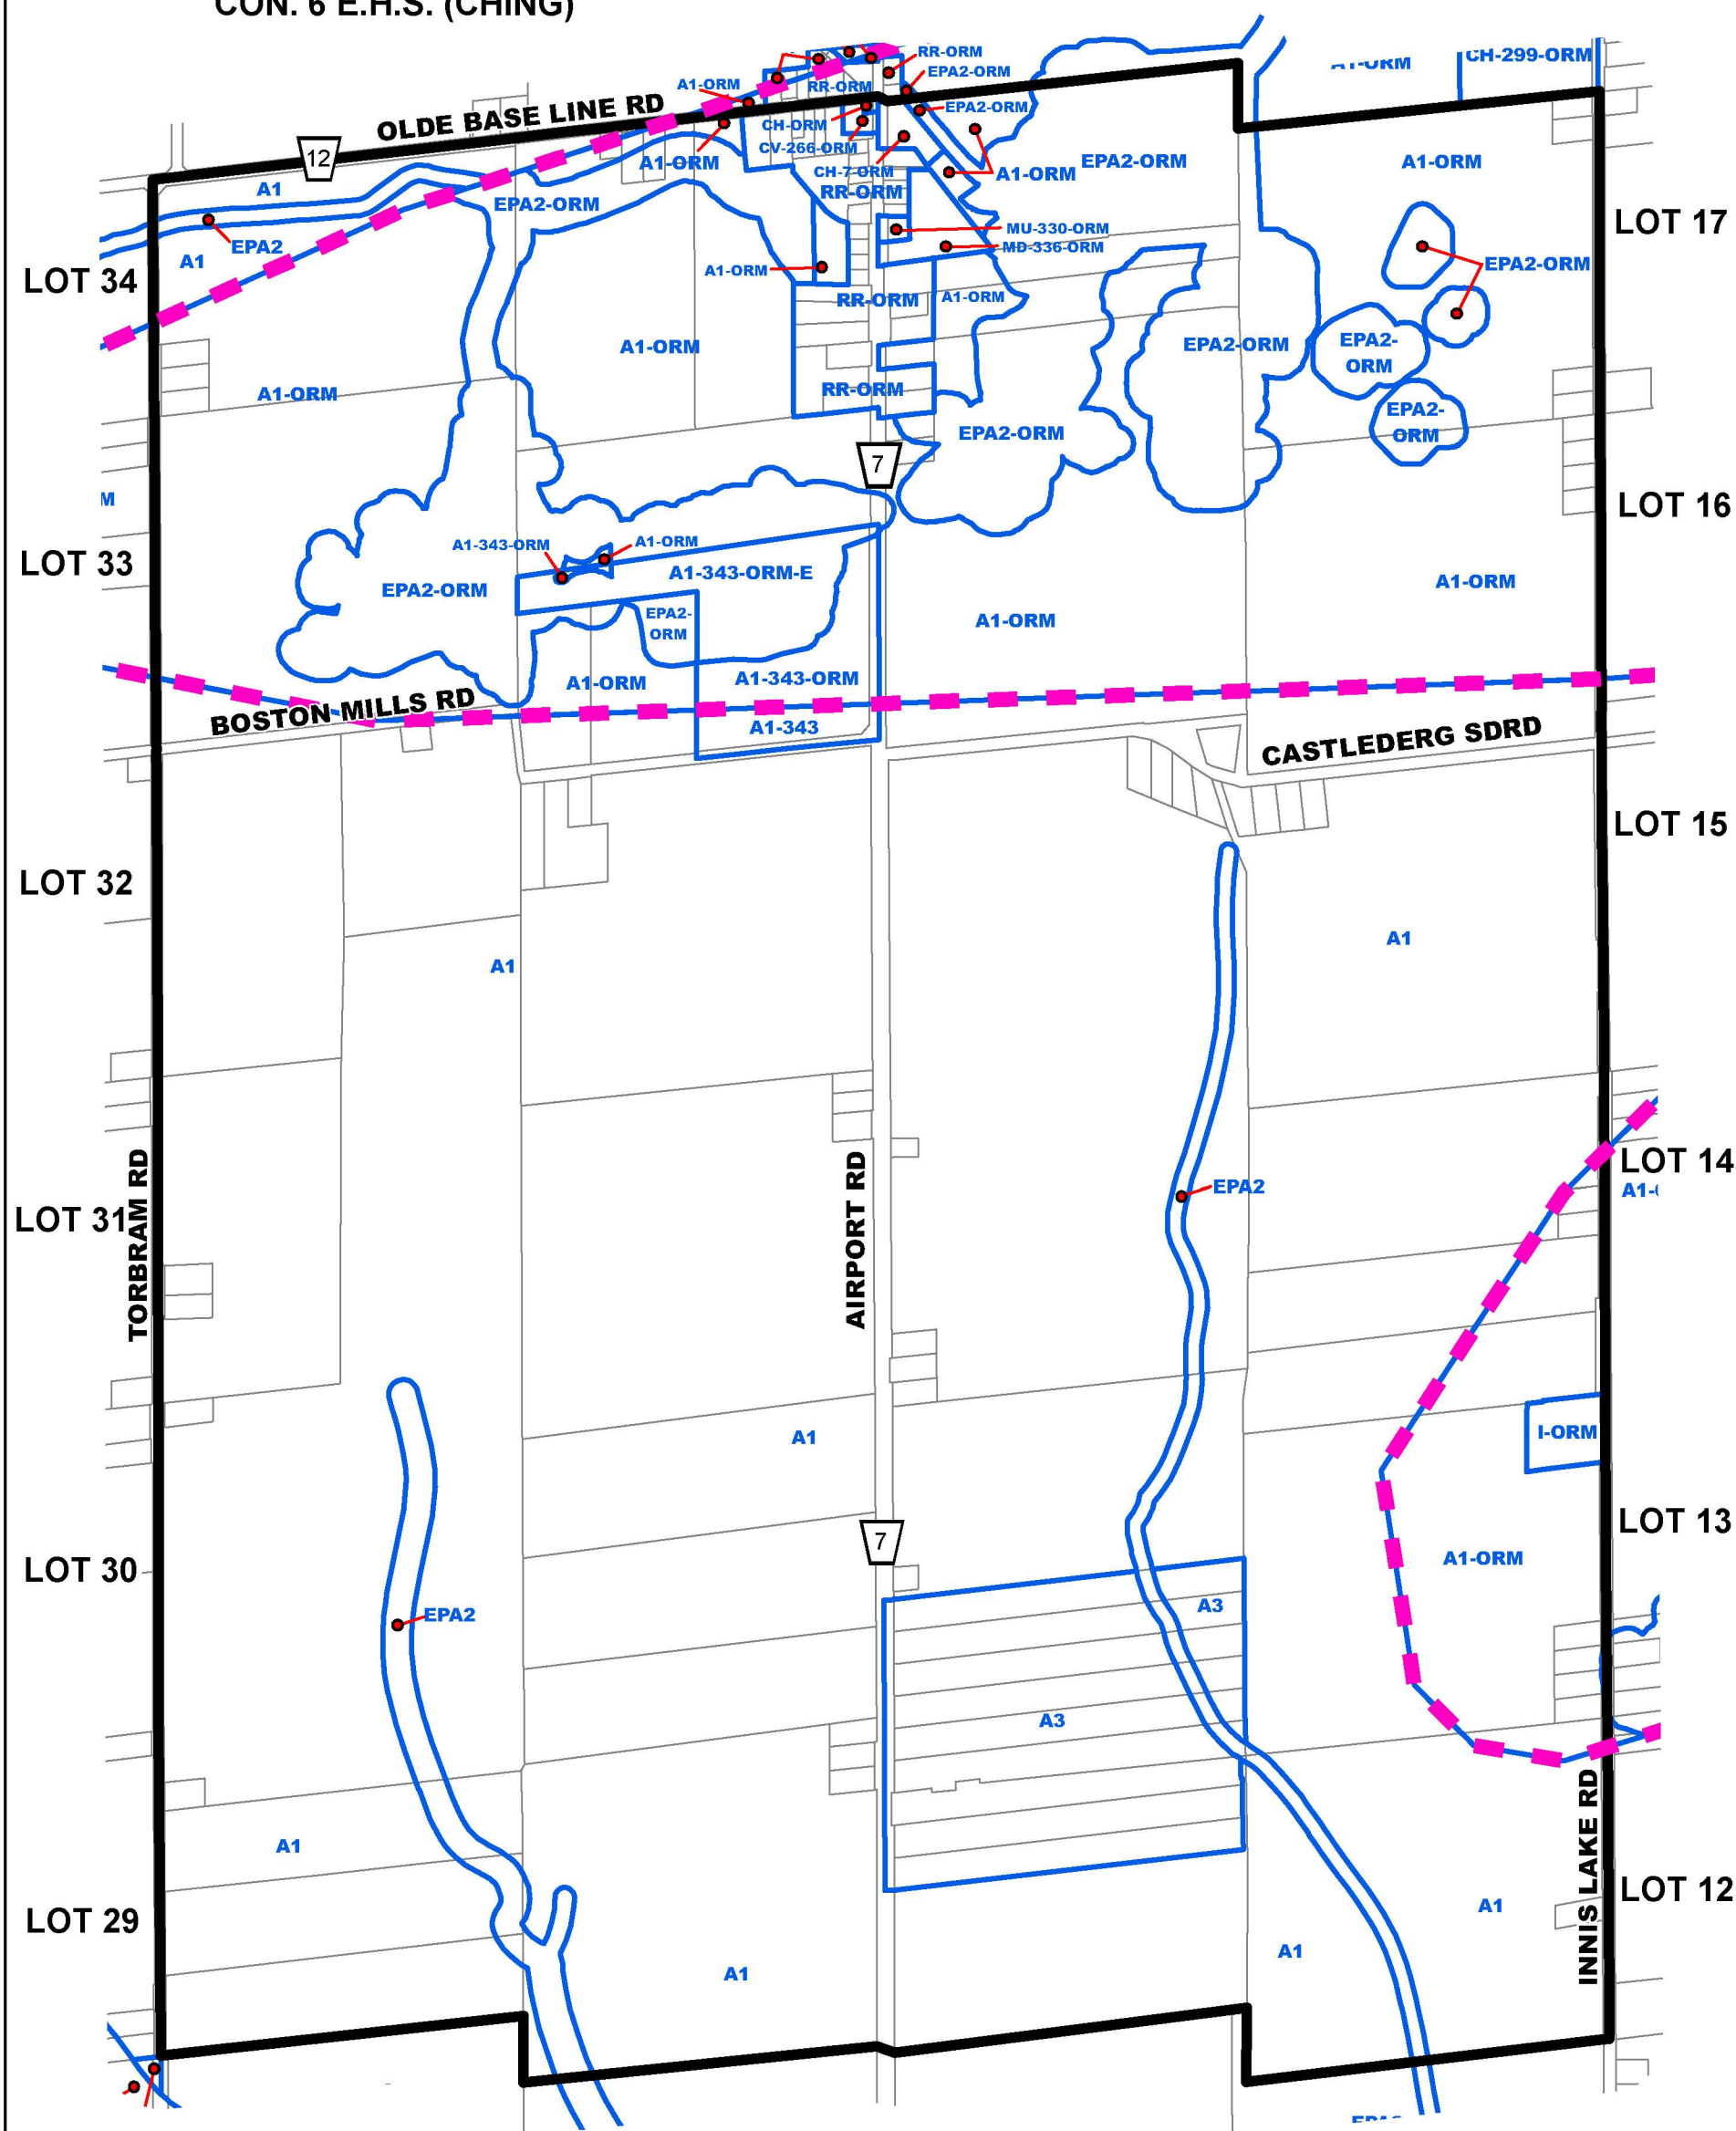 CON. 6 E.H.S. (CHING)
RR-ORM
A1-ORM
CH-299-ORM
EPA2-ORM
A1-ORM
RR-ORM
OLDE BASE LINE RD
EPA2-ORM
CH-ORM
12
CV-266-ORM
A1-ORM
EPA2-ORM
A1-ORM
CH-7-ORM
A1-ORM
A1
RR-ORM
EPA2-ORM
LOT 17
MU-330-ORM
EPA2
MD-336-ORM
A1
EPA2-ORM
A1-ORM
LOT 34
RR-ORM
A1-ORM
A1-ORM
EPA2-ORM
EPA2-
ORM
A1-ORM
RR-ORM
EPA2-
ORM
EPA2-ORM
7
M
LOT 16
A1-343-ORM
A1-ORM
LOT 33
A1-343-ORM-E
A1-ORM
EPA2-ORM
EPA2-
ORM
A1-ORM
A1-ORM
A1-343-ORM
BOSTON MILLS RD
A1-343
CASTLEDERG SDRD
LOT 15
LOT 32
A1
A1
LOT 14
EPA2
A1-
LOT 31
TORBRAM RD
AIRPORT RD
I-ORM
A1
LOT 13
7
A1-ORM
LOT 30
A3
EPA2
A3
A1
LOT 12
A1
LOT 29
INNIS LAKE RD
A1
A1